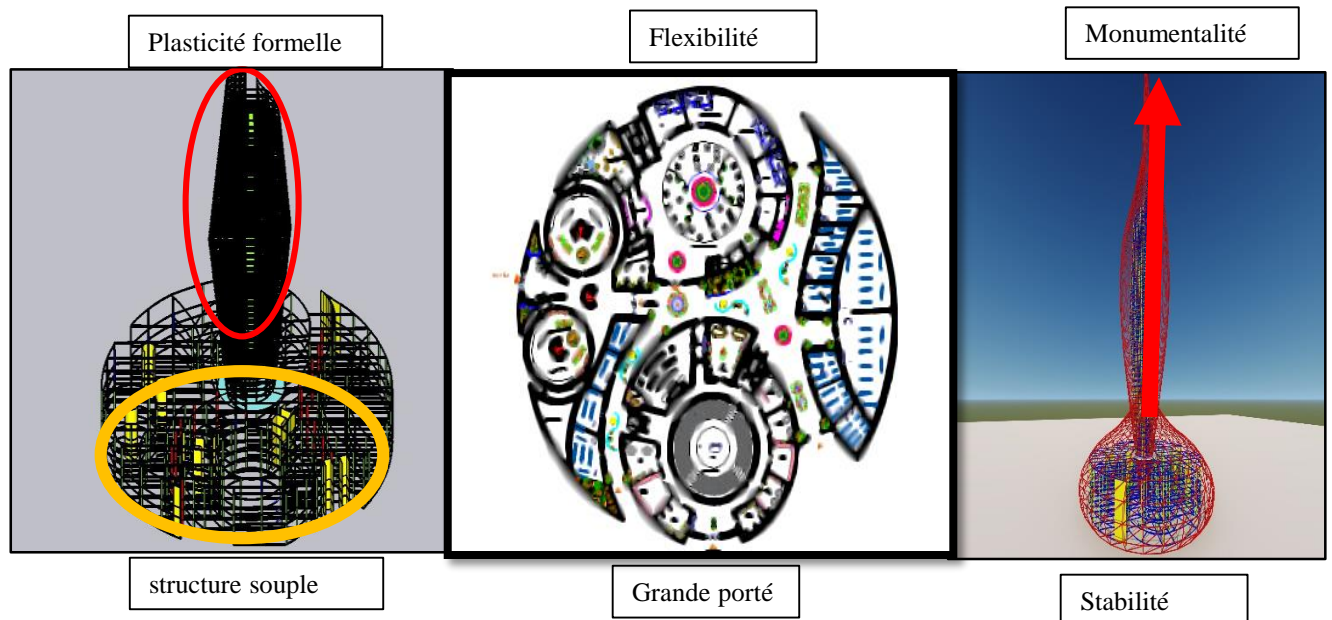 Plasticité formelle
Flexibilité
Monumentalité
structure souple
Grande porté
Stabilité